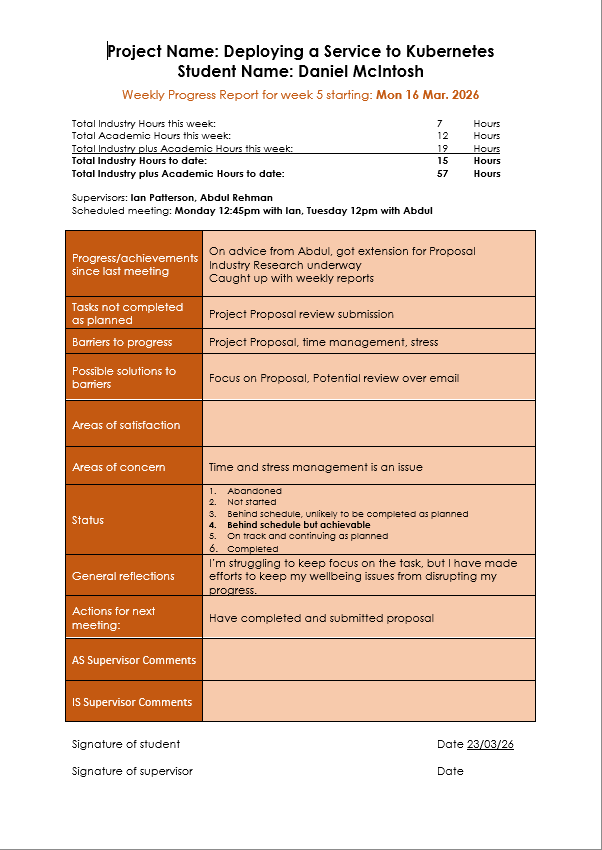 Project Name: Deploying a Service to Kubernetes
Student Name: Daniel McIntosh
Weekly Progress Report for week 5 starting: Mon 16 Mar. 2026
Total Industry Hours this week: 7 Hours
Total Academic Hours this week: 12 Hours
Total Industry plus Academic Hours this week: 19 Hours
Total Industry Hours to date: 15 Hours
Total Industry plus Academic Hours to date: 57 Hours
Supervisors: Ian Patterson, Abdul Rehman
Scheduled meeting: Monday 12:45pm with Ian, Tuesday 12pm with Abdul
Progress/achievements
since last meeting
On advice from Abdul, got extension for Proposal
Industry Research underway
Caught up with weekly reports
Tasks not completed
as planned
Project Proposal review submission
Barriers to progress
Project Proposal, time management, stress
Possible solutions to
barriers
Focus on Proposal, Potential review over email
Areas of satisfaction
Areas of concern
Time and stress management is an issue
Status
1. Abandoned
2. Not started
3. Behind schedule, unlikely to be completed as planned
4. Behind schedule but achievable
5. On track and continuing as planned
6. Completed
General reflections
I'm struggling to keep focus on the task, but I have made
efforts to keep my wellbeing issues from disrupting my
progress.
Actions for next
meeting:
Have completed and submitted proposal
AS Supervisor Comments
IS Supervisor Comments
Signature of student Date 23/03/26
Signature of supervisor Date